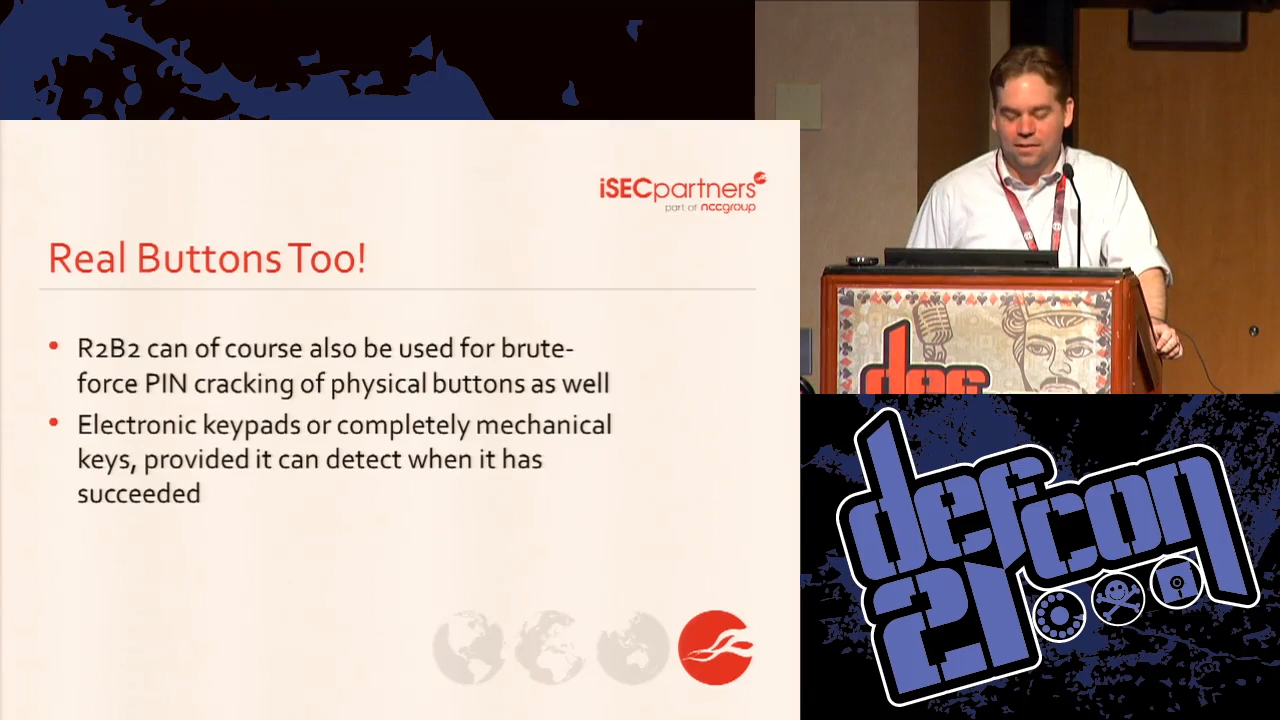 iSECpartners
part of nccgroup
Real Buttons Too!
• R2B2 can of course also be used for brute-
force PIN cracking of physical buttons as well
• Electronic keypads or completely mechanical
keys, provided it can detect when it has
succeeded
def
defcon
21